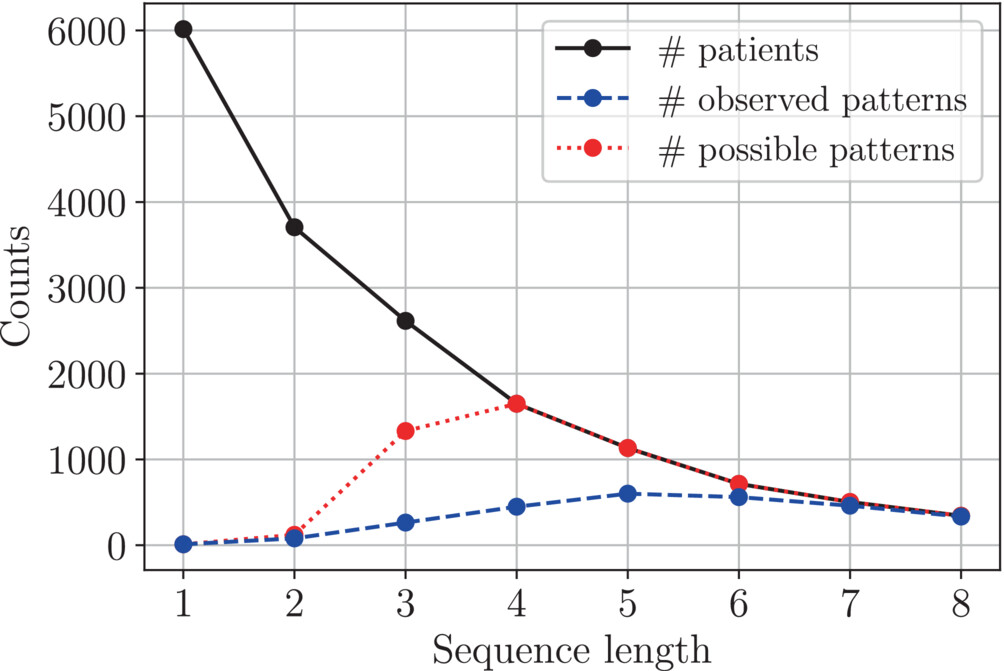 6000
5000
4000
3000
2000
1000
0
Counts
# patients
# observed patterns
# possible patterns
1 2 3 4 5 6 7 8
Sequence length